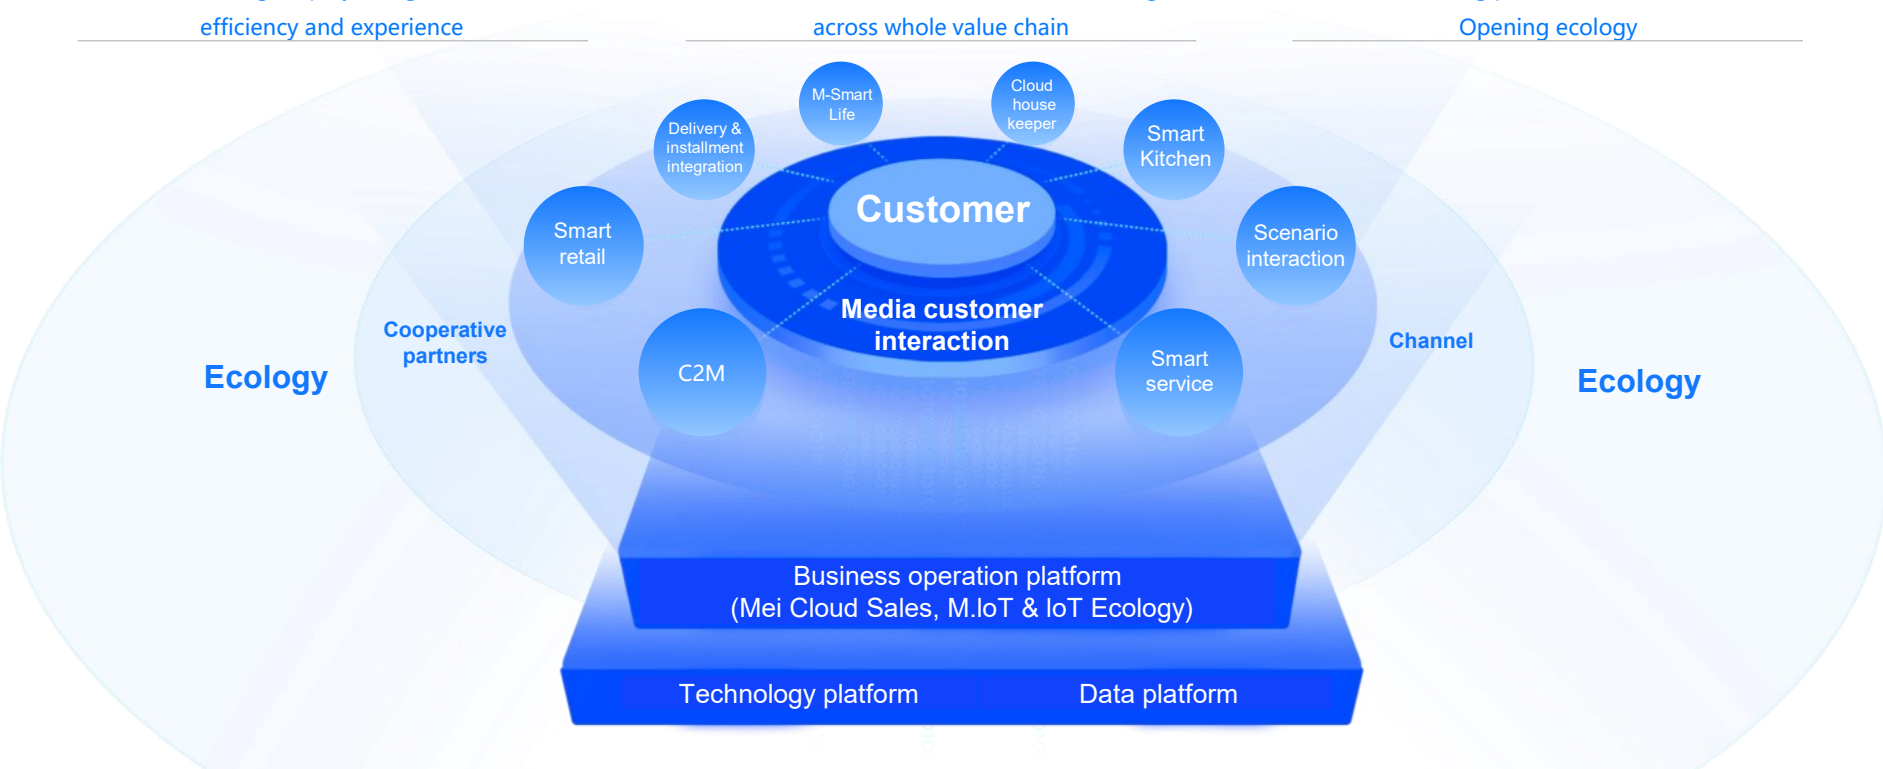 efficiency and experience
across whole value chain
Opening ecology
M-Smart
Life
Cloud
house
keeper
Delivery &
installment
integration
Smart
Kitchen
Customer
Smart
retail
Scenario
interaction
Media customer
interaction
Cooperative
partners
Channel
Ecology
C2M
Smart
service
Ecology
Business operation platform
(Mei Cloud Sales, M.IoT & IoT Ecology)
Technology platform
Data platform